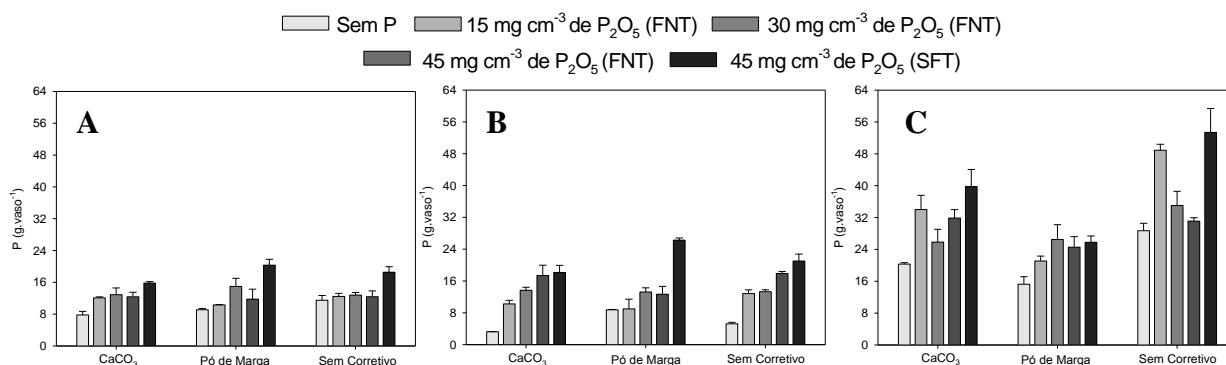 Sem P 15 mg cm⁻³ de P₂O₅ (FNT) 30 mg cm⁻³ de P₂O₅ (FNT)
45 mg cm⁻³ de P₂O₅ (FNT) 45 mg cm⁻³ de P₂O₅ (SFT)
A
P (g.vaso⁻¹)
64
56
48
40
32
24
16
8
0
CaCO₃ Pó de Marga Sem Corretivo
B
P (g.vaso⁻¹)
64
56
48
40
32
24
16
8
0
CaCO₃ Pó de Marga Sem Corretivo
C
P (g.vaso⁻¹)
64
56
48
40
32
24
16
8
0
CaCO₃ Pó de Marga Sem Corretivo